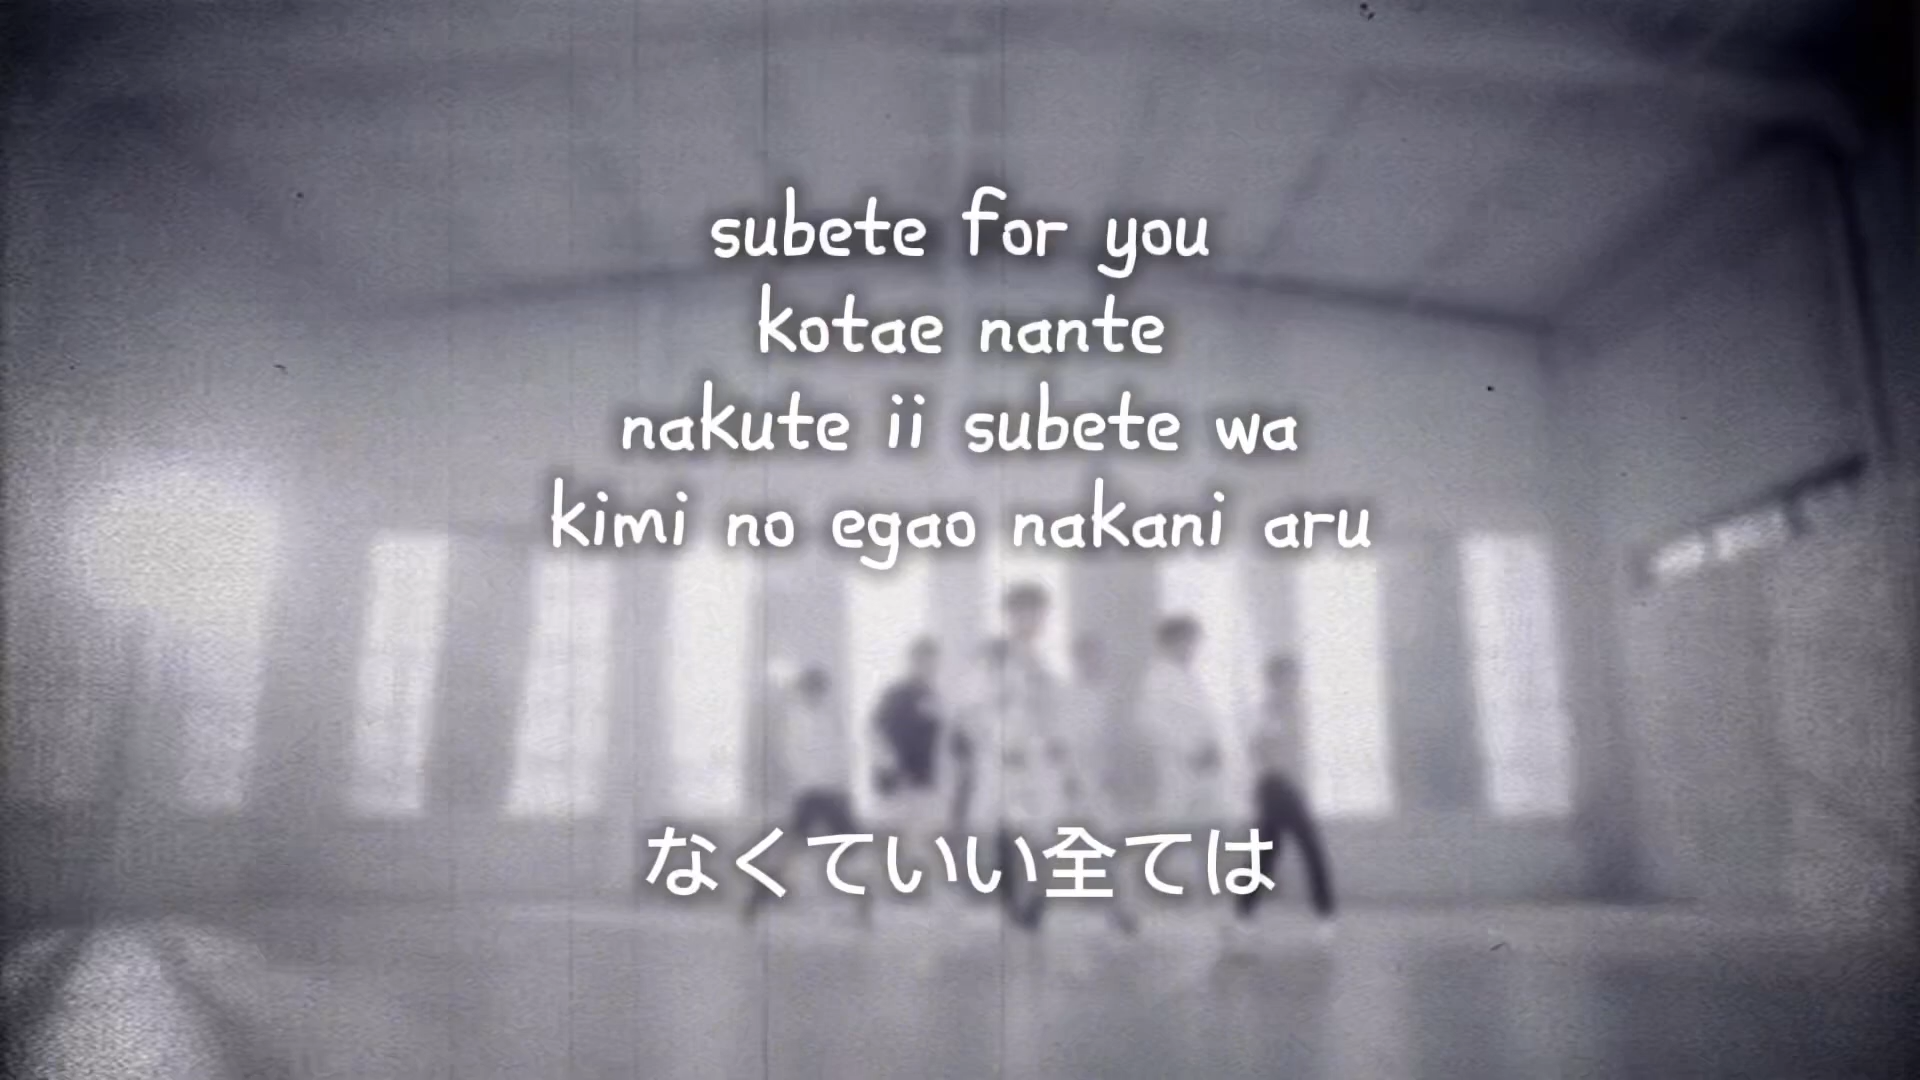 subete for you
kotae nante
nakute ii subete wa
kimi no egao nakani aru
なくていい全ては